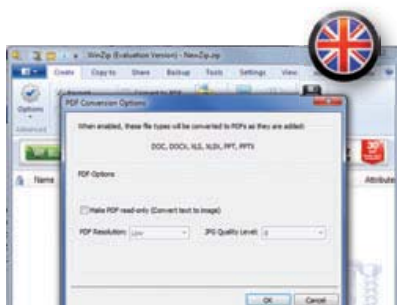 WinZip (Evaluation Version) - NewZip.zip
Create Copy to Share Backup Tools Settings View
Options
PDF Conversion Options
When enabled, these file types will be converted to PDFs as they are added:
DOC, DOCX, XLS, XLSX, PPT, PPTX
PDF Options
Make PDF read-only (Convert text to image)
PDF Resolution: Low JPG Quality Level:
Name Attribute
OK Cancel